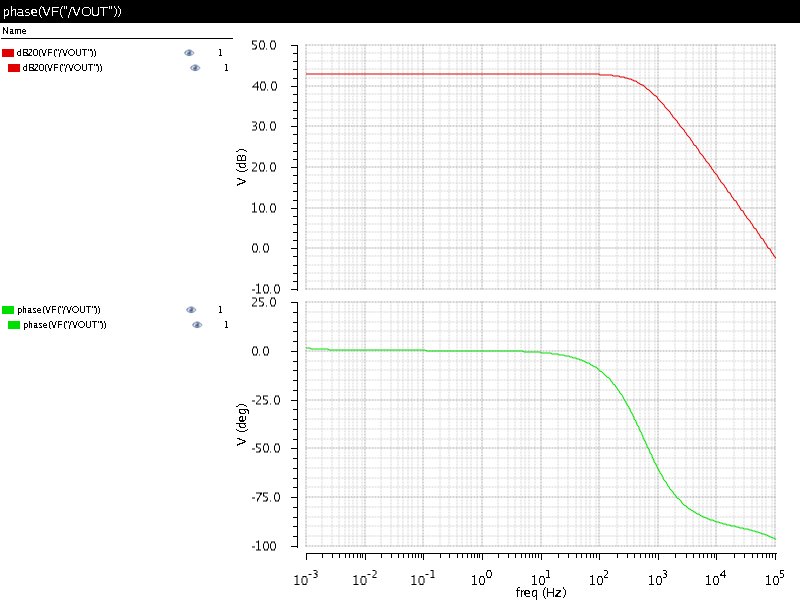 phase(VF("/VOUT"))
Name
dB20(VF("/VOUT")) 1
dB20(VF("/VOUT")) 1
50.0
40.0
30.0
20.0
10.0
0.0
-10.0
V (dB)
phase(VF("/VOUT")) 1
phase(VF("/VOUT")) 1
25.0
0.0
-25.0
-50.0
-75.0
-100
V (deg)
10^-3 10^-2 10^-1 10^0 10^1 10^2 10^3 10^4 10^5
freq (Hz)